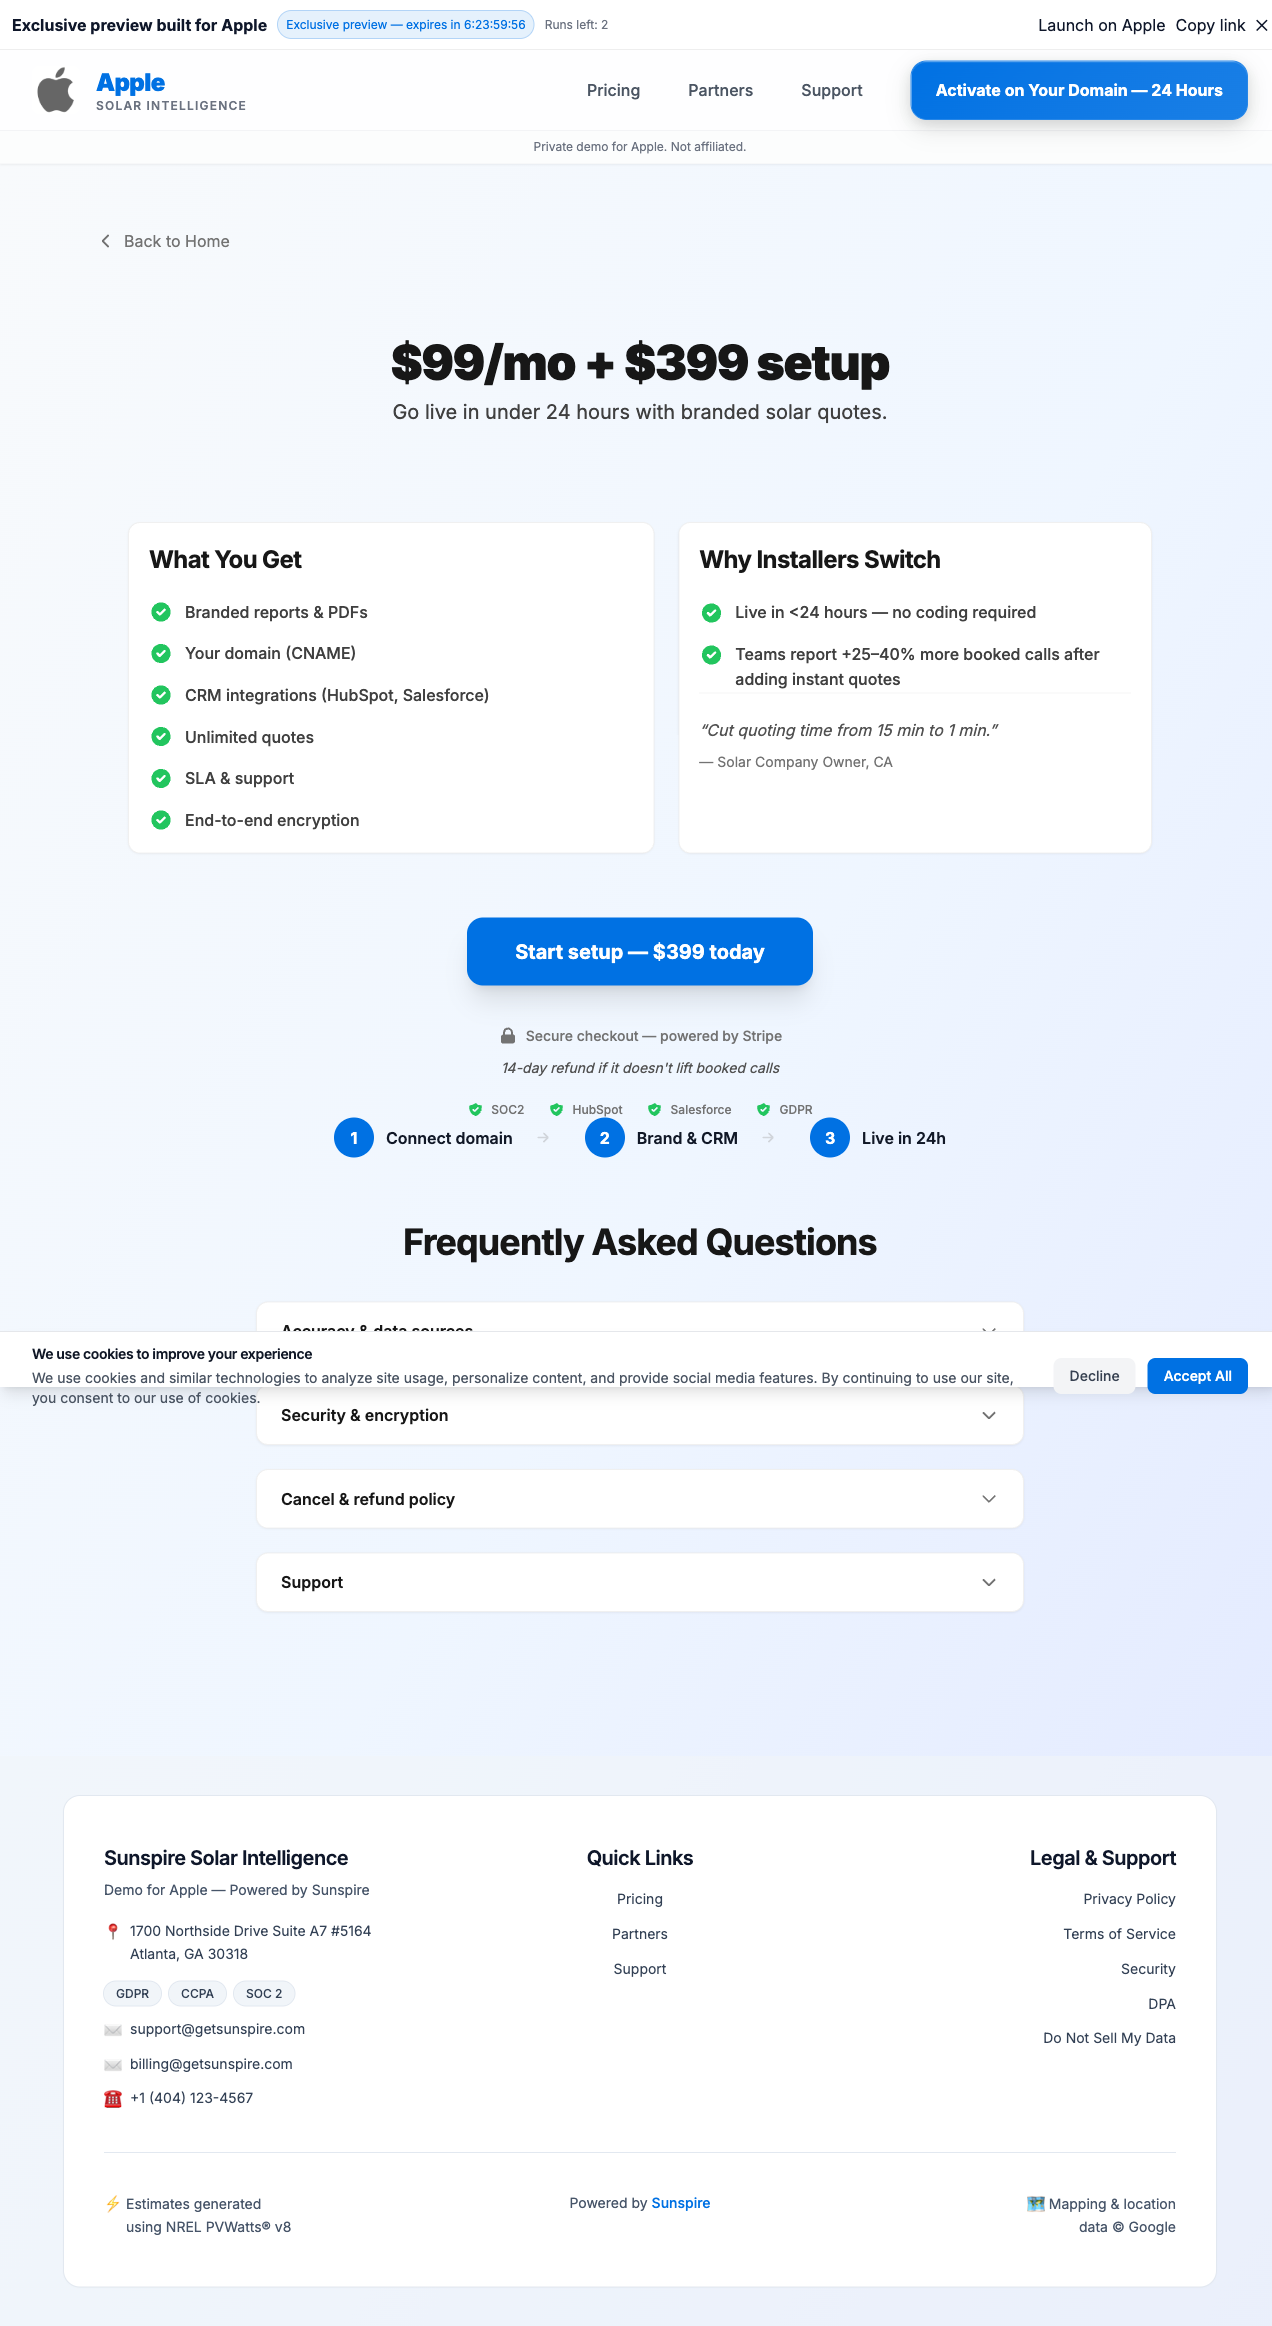 Exclusive preview built for Apple
Exclusive preview — expires in 6:23:59:56
Runs left: 2
Launch on Apple
Copy link
Apple
SOLAR INTELLIGENCE
Pricing
Partners
Support
Activate on Your Domain — 24 Hours
Private demo for Apple. Not affiliated.
Back to Home
$99/mo + $399 setup
Go live in under 24 hours with branded solar quotes.
What You Get
Branded reports & PDFs
Your domain (CNAME)
CRM integrations (HubSpot, Salesforce)
Unlimited quotes
SLA & support
End-to-end encryption
Why Installers Switch
Live in <24 hours — no coding required
Teams report +25–40% more booked calls after
adding instant quotes
“Cut quoting time from 15 min to 1 min.”
— Solar Company Owner, CA
Start setup — $399 today
Secure checkout — powered by Stripe
14-day refund if it doesn't lift booked calls
SOC2
HubSpot
Salesforce
GDPR
1 Connect domain
2 Brand & CRM
3 Live in 24h
Frequently Asked Questions
Accuracy & data sources
We use cookies to improve your experience
We use cookies and similar technologies to analyze site usage, personalize content, and provide social media features. By continuing to use our site,
you consent to our use of cookies.
Decline
Accept All
Security & encryption
Cancel & refund policy
Support
Sunspire Solar Intelligence
Demo for Apple — Powered by Sunspire
1700 Northside Drive Suite A7 #5164
Atlanta, GA 30318
GDPR
CCPA
SOC 2
support@getsunspire.com
billing@getsunspire.com
+1 (404) 123-4567
Quick Links
Pricing
Partners
Support
Legal & Support
Privacy Policy
Terms of Service
Security
DPA
Do Not Sell My Data
Estimates generated
using NREL PVWatts® v8
Powered by Sunspire
Mapping & location
data © Google